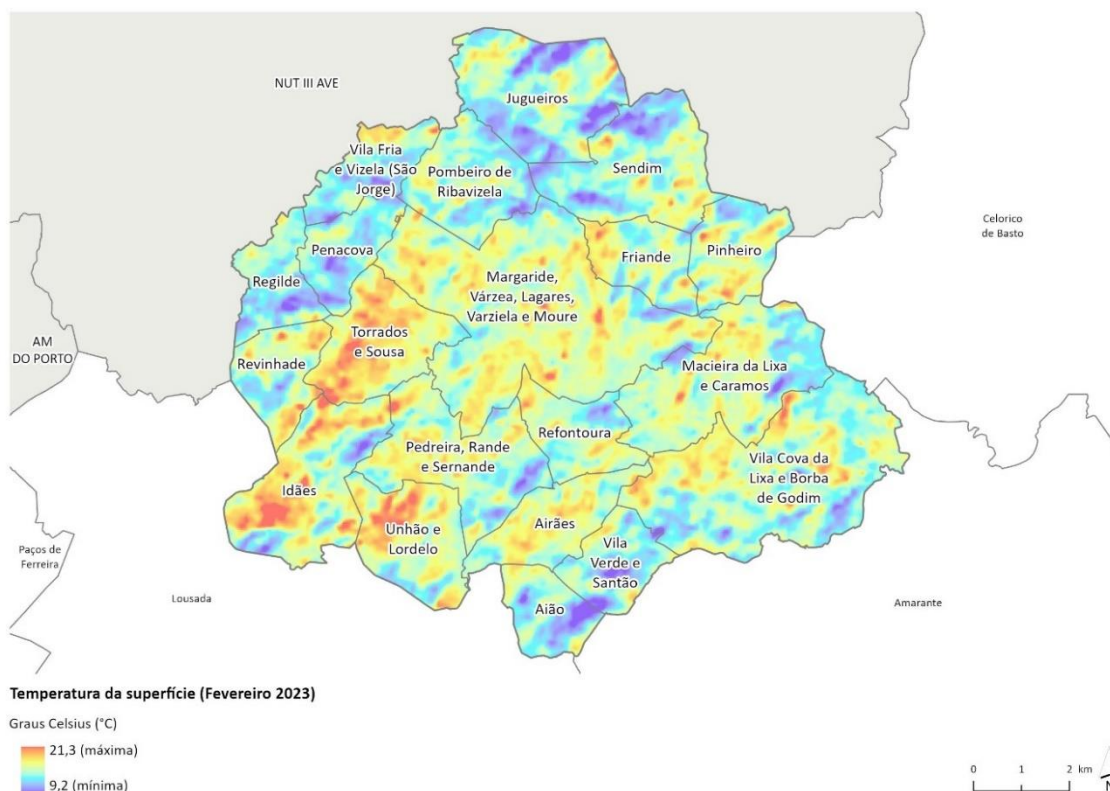 NUT III AVE
Jugueiros
Vila Fria
e Vizela (São
Jorge)
Pombeiro de
Ribavizela
Sendim
Celorico
de Basto
Penacova
Friande
Pinheiro
Regilde
Margaride,
Várzea, Lagares,
Varziela e Moure
AM
DO PORTO
Torrados
e Sousa
Revinhade
Macieira da Lixa
e Caramos
Pedreira, Rande
e Sernande
Refontoura
Vila Cova da
Lixa e Borba
de Godim
Idães
Unhão e
Lordelo
Airães
Vila
Verde e
Santão
Paços de
Ferreira
Lousada
Aião
Amarante
Temperatura da superfície (Fevereiro 2023)
Graus Celsius (°C)
21,3 (máxima)
9,2 (mínima)
0 1 2 km
N